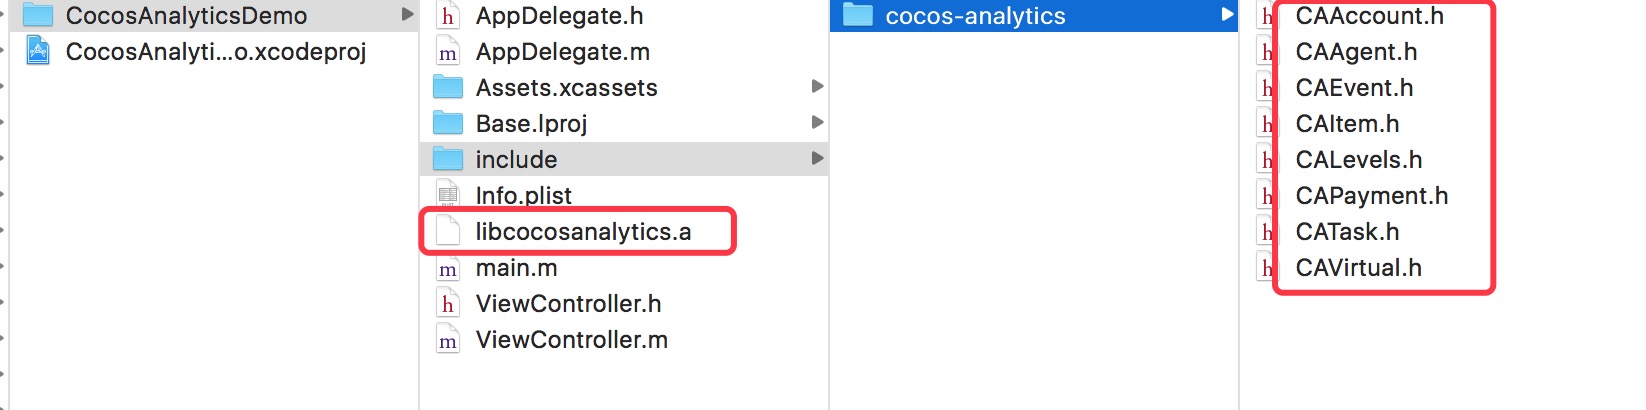 CocosAnalyticsDemo
CocosAnalyti...o.xcodeproj
AppDelegate.h
AppDelegate.m
Assets.xcassets
Base.lproj
include
Info.plist
libcocosanalytics.a
main.m
ViewController.h
ViewController.m
cocos-analytics
CAAccount.h
CAAgent.h
CAEvent.h
CAItem.h
CALevels.h
CAPayment.h
CATask.h
CAVirtual.h